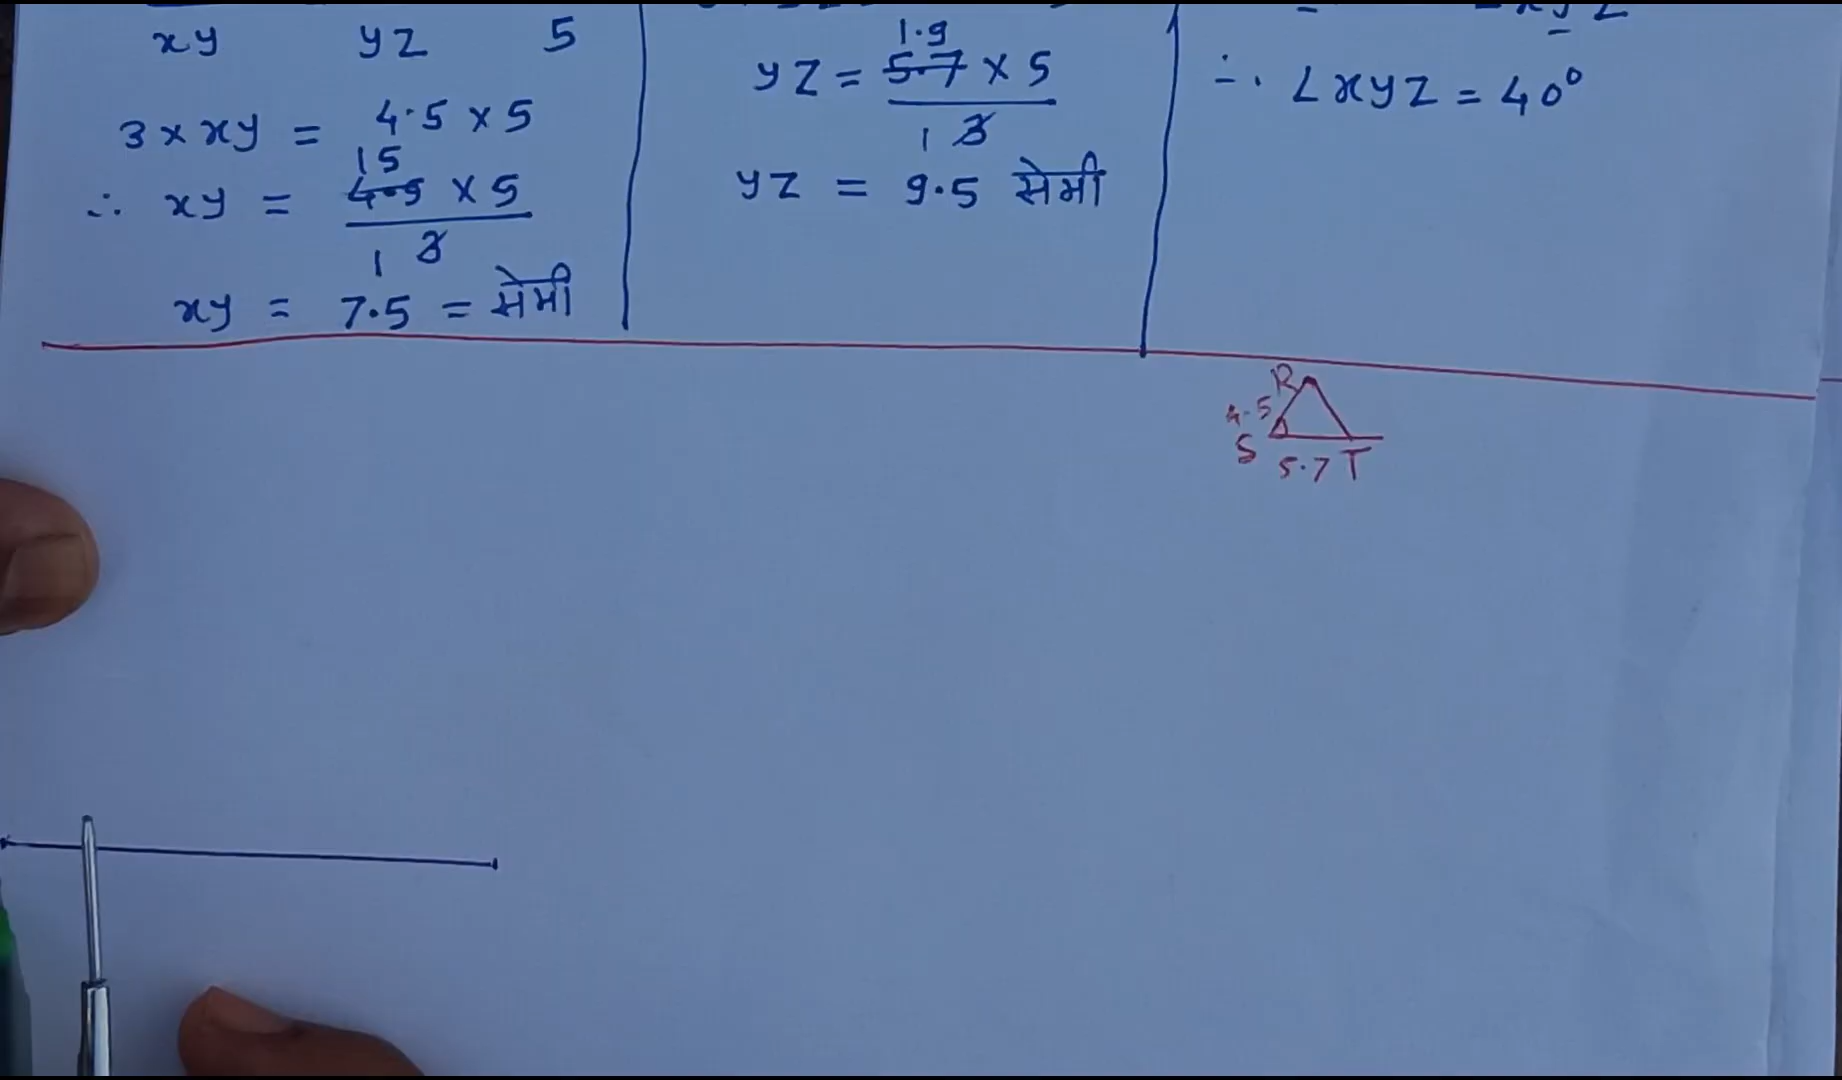 xy yz 5
3 × xy = 4.5 × 5
15
∴ xy = 4.5 × 5
1 3
xy = 7.5 = सेमी
1.9
yz = 5.7 × 5
1 3
yz = 9.5 सेमी
∴ ∠xyz = 40°
R
4.5
S
5.7 T